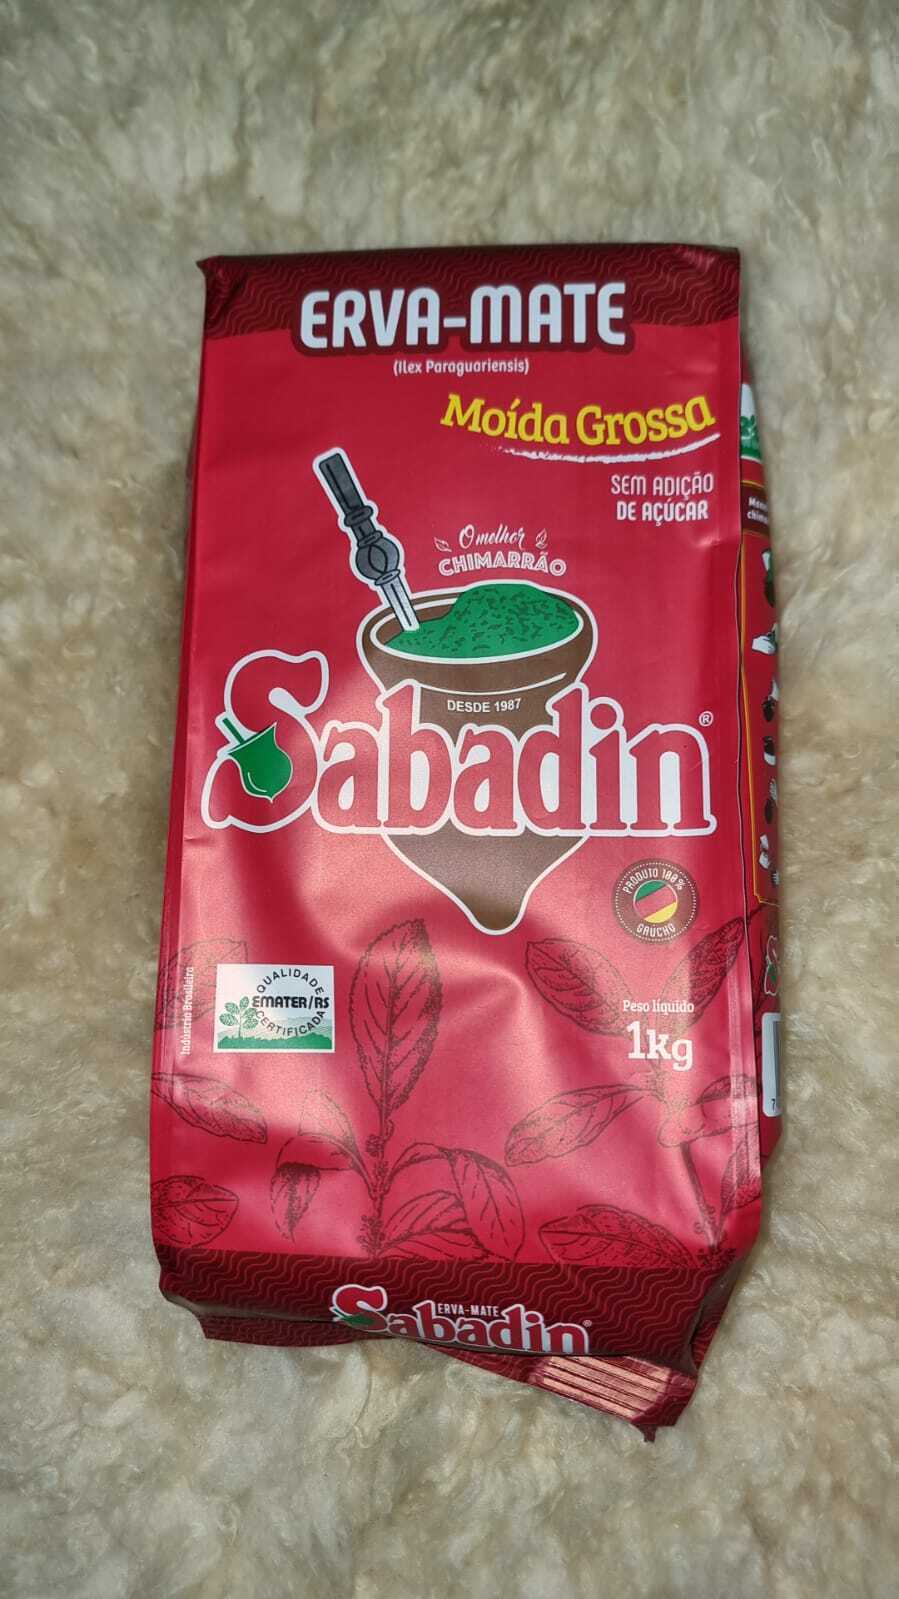 ERVA-MATE
(Ilex Paraguariensis)
Moída Grossa
SEM ADIÇÃO
DE AÇÚCAR
O melhor
CHIMARRÃO
DESDE 1987
Sabadin®
PRODUTO 100%
GAÚCHO
QUALIDADE
EMATER/RS
CERTIFICADA
Indústria Brasileira
Peso líquido
1kg
ERVA-MATE
Sabadin®